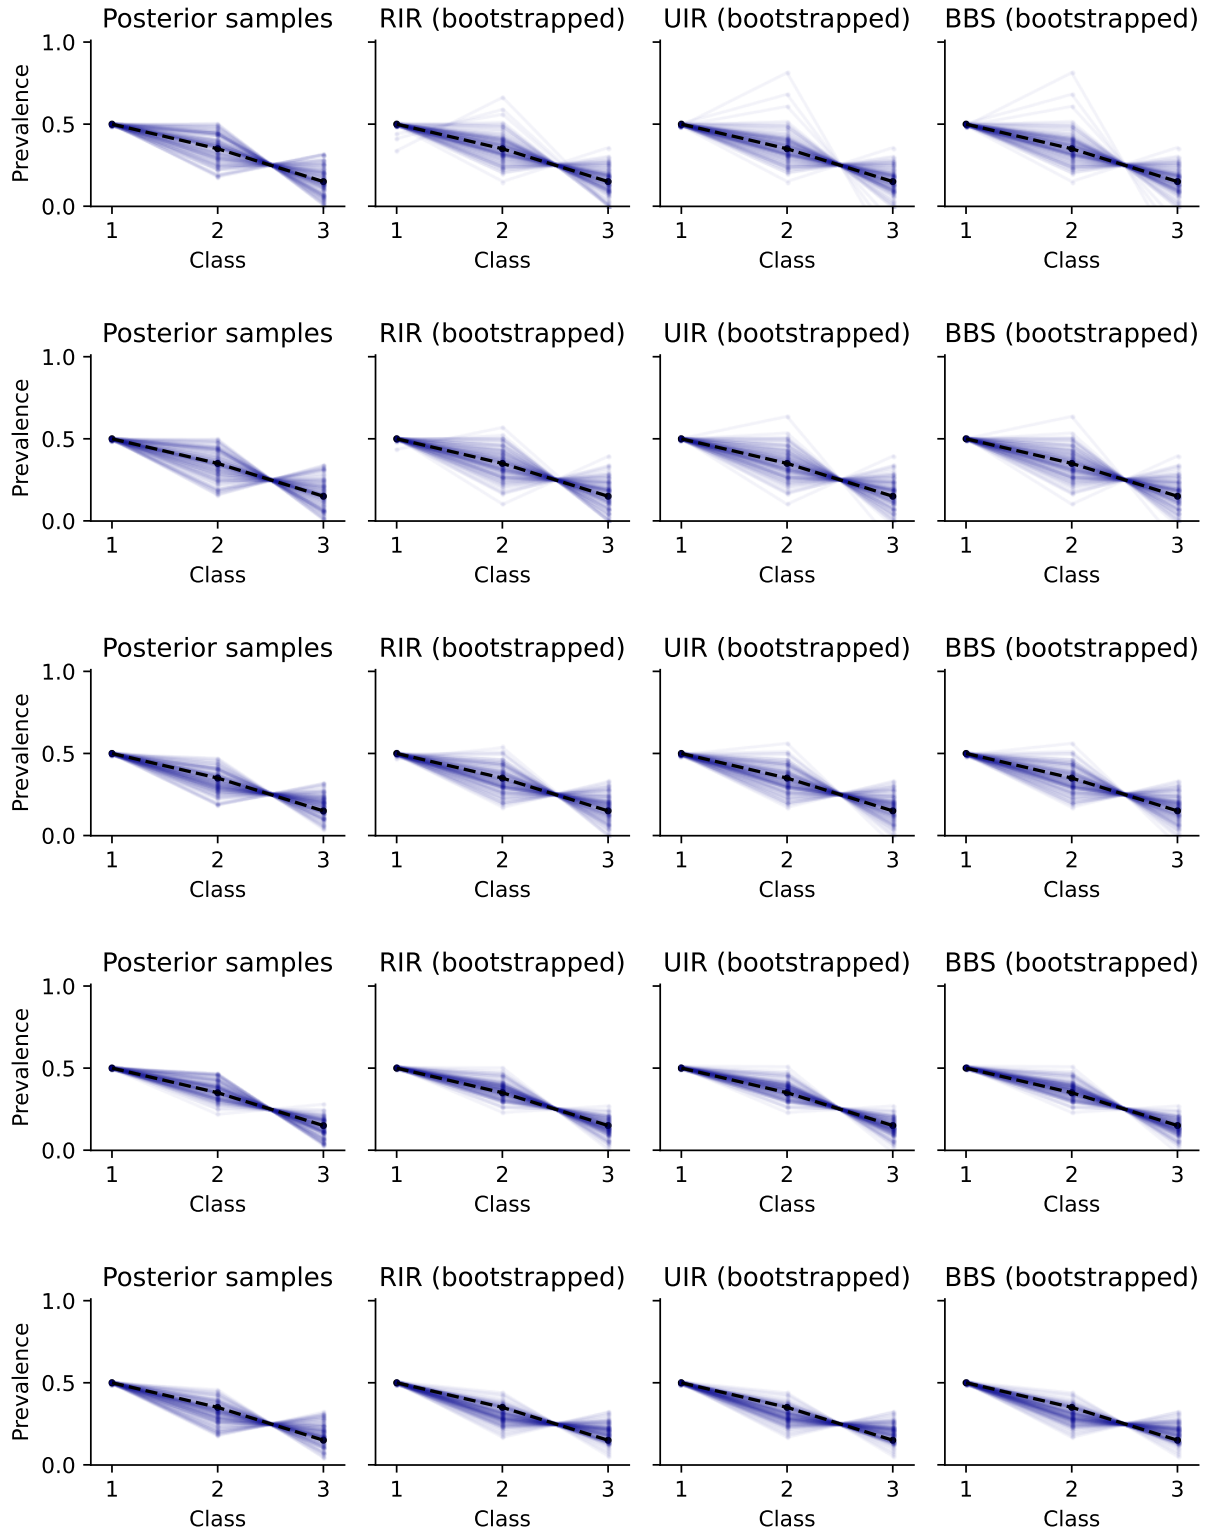 Posterior samples RIR (bootstrapped) UIR (bootstrapped) BBS (bootstrapped)
1.0
Prevalence
0.5
0.0
1 2 3 1 2 3 1 2 3 1 2 3
Class Class Class Class
Posterior samples RIR (bootstrapped) UIR (bootstrapped) BBS (bootstrapped)
1.0
Prevalence
0.5
0.0
1 2 3 1 2 3 1 2 3 1 2 3
Class Class Class Class
Posterior samples RIR (bootstrapped) UIR (bootstrapped) BBS (bootstrapped)
1.0
Prevalence
0.5
0.0
1 2 3 1 2 3 1 2 3 1 2 3
Class Class Class Class
Posterior samples RIR (bootstrapped) UIR (bootstrapped) BBS (bootstrapped)
1.0
Prevalence
0.5
0.0
1 2 3 1 2 3 1 2 3 1 2 3
Class Class Class Class
Posterior samples RIR (bootstrapped) UIR (bootstrapped) BBS (bootstrapped)
1.0
Prevalence
0.5
0.0
1 2 3 1 2 3 1 2 3 1 2 3
Class Class Class Class